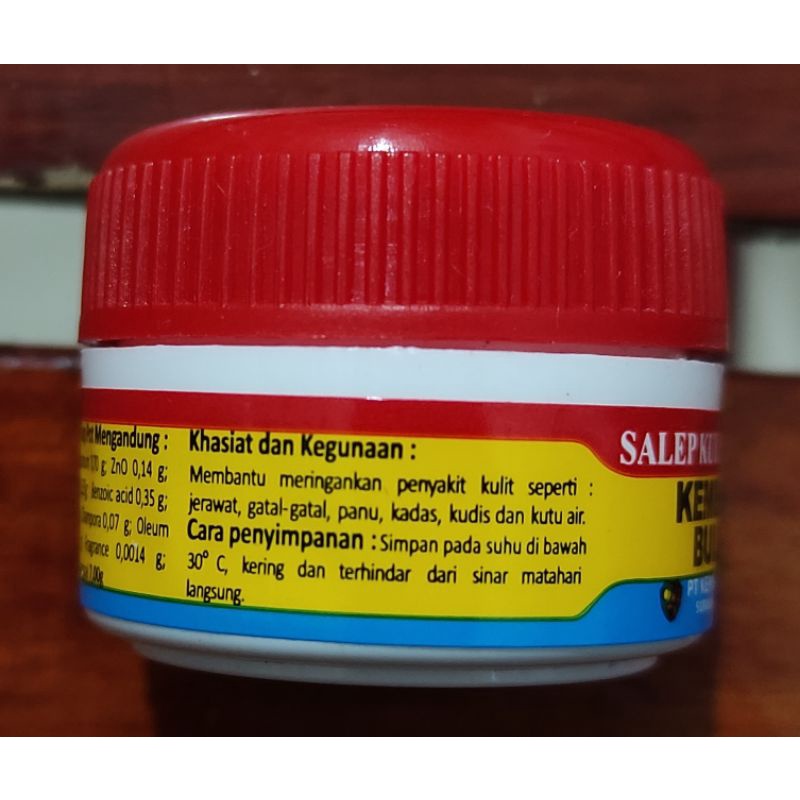 Mengandung :
g; ZnO 0,14 g;
Benzoic acid 0,35 g;
0,07 g; Oleum
0,0014 g;
Khasiat dan Kegunaan :
Membantu meringankan penyakit kulit seperti :
jerawat, gatal-gatal, panu, kadas, kudis dan kutu air.
Cara penyimpanan : Simpan pada suhu di bawah
30° C, kering dan terhindar dari sinar matahari
langsung.
SALEP
PT